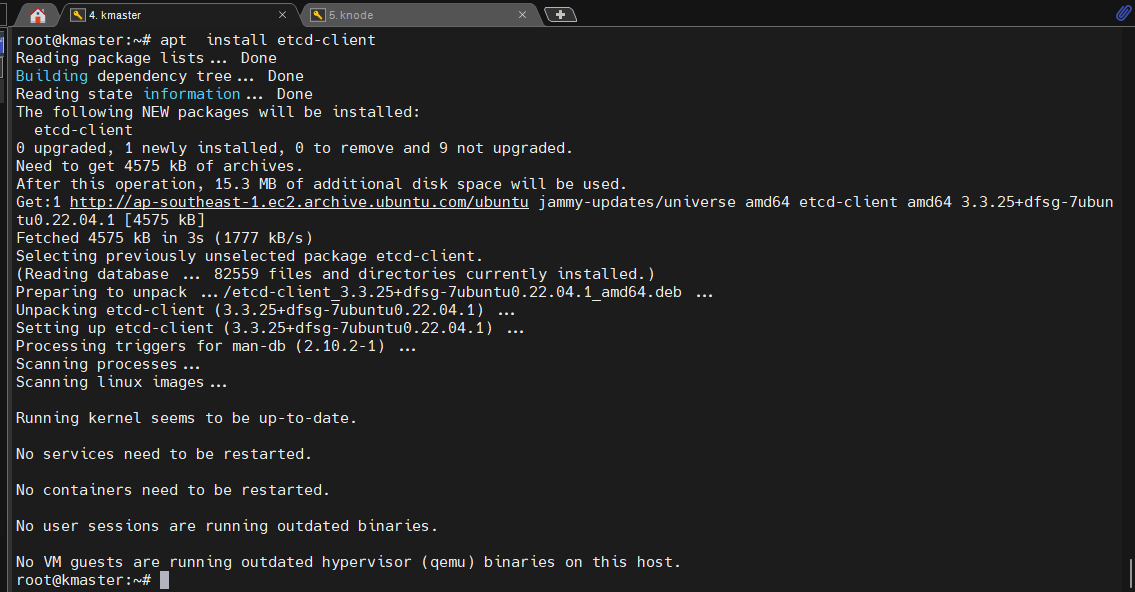 4. kmaster
5. knode
root@kmaster:~# apt  install etcd-client
Reading package lists... Done
Building dependency tree... Done
Reading state information... Done
The following NEW packages will be installed:
  etcd-client
0 upgraded, 1 newly installed, 0 to remove and 9 not upgraded.
Need to get 4575 kB of archives.
After this operation, 15.3 MB of additional disk space will be used.
Get:1 http://ap-southeast-1.ec2.archive.ubuntu.com/ubuntu jammy-updates/universe amd64 etcd-client amd64 3.3.25+dfsg-7ubun
tu0.22.04.1 [4575 kB]
Fetched 4575 kB in 3s (1777 kB/s)
Selecting previously unselected package etcd-client.
(Reading database ... 82559 files and directories currently installed.)
Preparing to unpack .../etcd-client_3.3.25+dfsg-7ubuntu0.22.04.1_amd64.deb ...
Unpacking etcd-client (3.3.25+dfsg-7ubuntu0.22.04.1) ...
Setting up etcd-client (3.3.25+dfsg-7ubuntu0.22.04.1) ...
Processing triggers for man-db (2.10.2-1) ...
Scanning processes...
Scanning linux images...
Running kernel seems to be up-to-date.
No services need to be restarted.
No containers need to be restarted.
No user sessions are running outdated binaries.
No VM guests are running outdated hypervisor (qemu) binaries on this host.
root@kmaster:~#